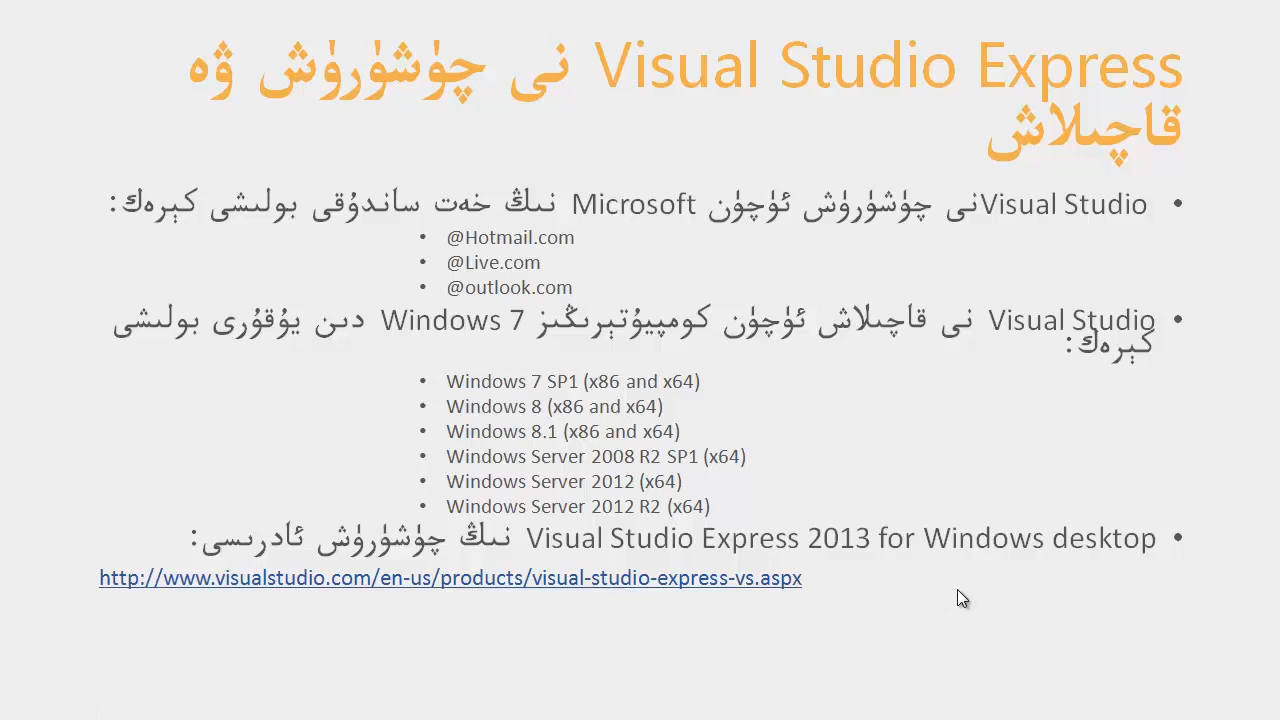 Visual Studio Express نى چۈشۈرۈش ۋە
قاچىلاش
• Visual Studioنى چۈشۈرۈش ئۈچۈن Microsoft نىڭ خەت ساندۇقى بولىشى كېرەك:
• @Hotmail.com
• @Live.com
• @outlook.com
• Visual Studio نى قاچىلاش ئۈچۈن كومپيۇتېرىڭىز Windows 7 دىن يۇقۇرى بولىشى
كېرەك:
• Windows 7 SP1 (x86 and x64)
• Windows 8 (x86 and x64)
• Windows 8.1 (x86 and x64)
• Windows Server 2008 R2 SP1 (x64)
• Windows Server 2012 (x64)
• Windows Server 2012 R2 (x64)
• Visual Studio Express 2013 for Windows desktop نىڭ چۈشۈرۈش ئادرىسى:
http://www.visualstudio.com/en-us/products/visual-studio-express-vs.aspx